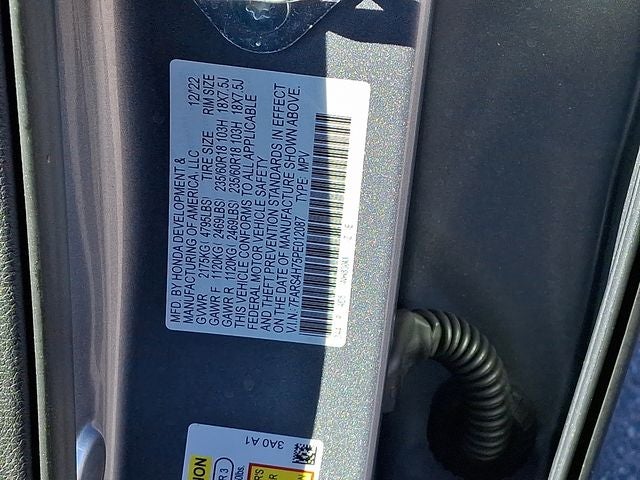 MFD. BY HONDA DEVELOPMENT &
MANUFACTURING OF AMERICA, LLC 12/22
GVWR 2175KG( 4795LBS) TIRE SIZE RIM SIZE
GAWR F 1120KG( 2469LBS) 235/60R18 103H 18X7.5J
GAWR R 1120KG( 2469LBS) 235/60R18 103H 18X7.5J
THIS VEHICLE CONFORMS TO ALL APPLICABLE
FEDERAL MOTOR VEHICLE SAFETY
AND THEFT PREVENTION STANDARDS IN EFFECT
ON THE DATE OF MANUFACTURE SHOWN ABOVE.
V.I.N: 7FARS4H75PE012087 TYPE: MPV
3A0 A1